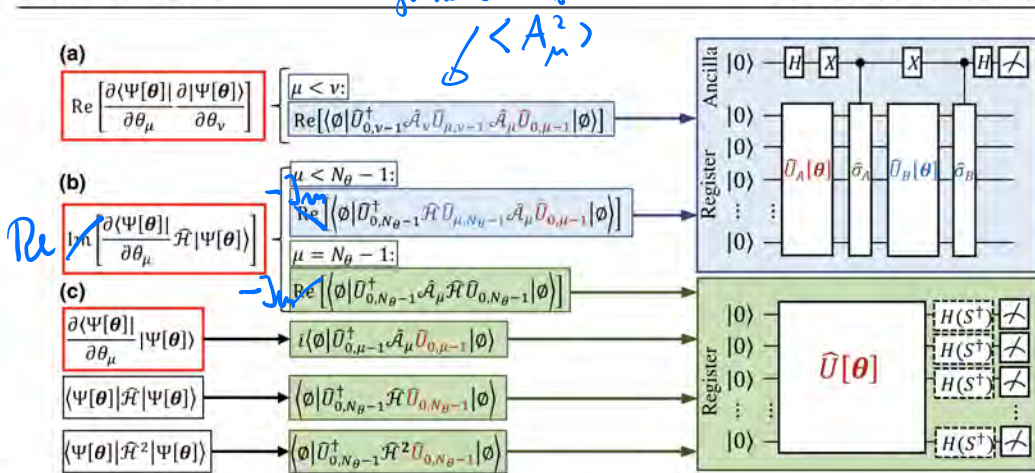 < A_μ^2 >
(a)
Re [ ∂⟨Ψ[θ]|/∂θ_μ ∂|Ψ[θ]⟩/∂θ_ν ]
μ < ν:
Re[⟨∅|Û†_{0,ν−1} Â_ν Û_{μ,ν−1} Â_μ Û_{0,μ−1}|∅⟩]
(b)
Re
Im [ ∂⟨Ψ[θ]|/∂θ_μ Ĥ|Ψ[θ]⟩ ]
μ < N_θ − 1:
-Im
Re[⟨∅|Û†_{0,N_θ−1} Ĥ Û_{μ,N_θ−1} Â_μ Û_{0,μ−1}|∅⟩]
μ = N_θ − 1:
-Im
Re[⟨∅|Û†_{0,N_θ−1} Â_μ Ĥ Û_{0,N_θ−1}|∅⟩]
(c)
∂⟨Ψ[θ]|/∂θ_μ |Ψ[θ]⟩
i⟨∅|Û†_{0,μ−1} Â_μ Û_{0,μ−1}|∅⟩
⟨Ψ[θ]|Ĥ|Ψ[θ]⟩
⟨∅|Û†_{0,N_θ−1} Ĥ Û_{0,N_θ−1}|∅⟩
⟨Ψ[θ]|Ĥ²|Ψ[θ]⟩
⟨∅|Û†_{0,N_θ−1} Ĥ² Û_{0,N_θ−1}|∅⟩
Ancilla
|0⟩ H X X H
Register
|0⟩
|0⟩
|0⟩ Û_A[θ] σ̂_A Û_B[θ] σ̂_B
⋮ ⋮
|0⟩
Register
|0⟩ H(S†)
|0⟩ H(S†)
|0⟩ Û[θ] H(S†)
⋮ ⋮ ⋮
|0⟩ H(S†)